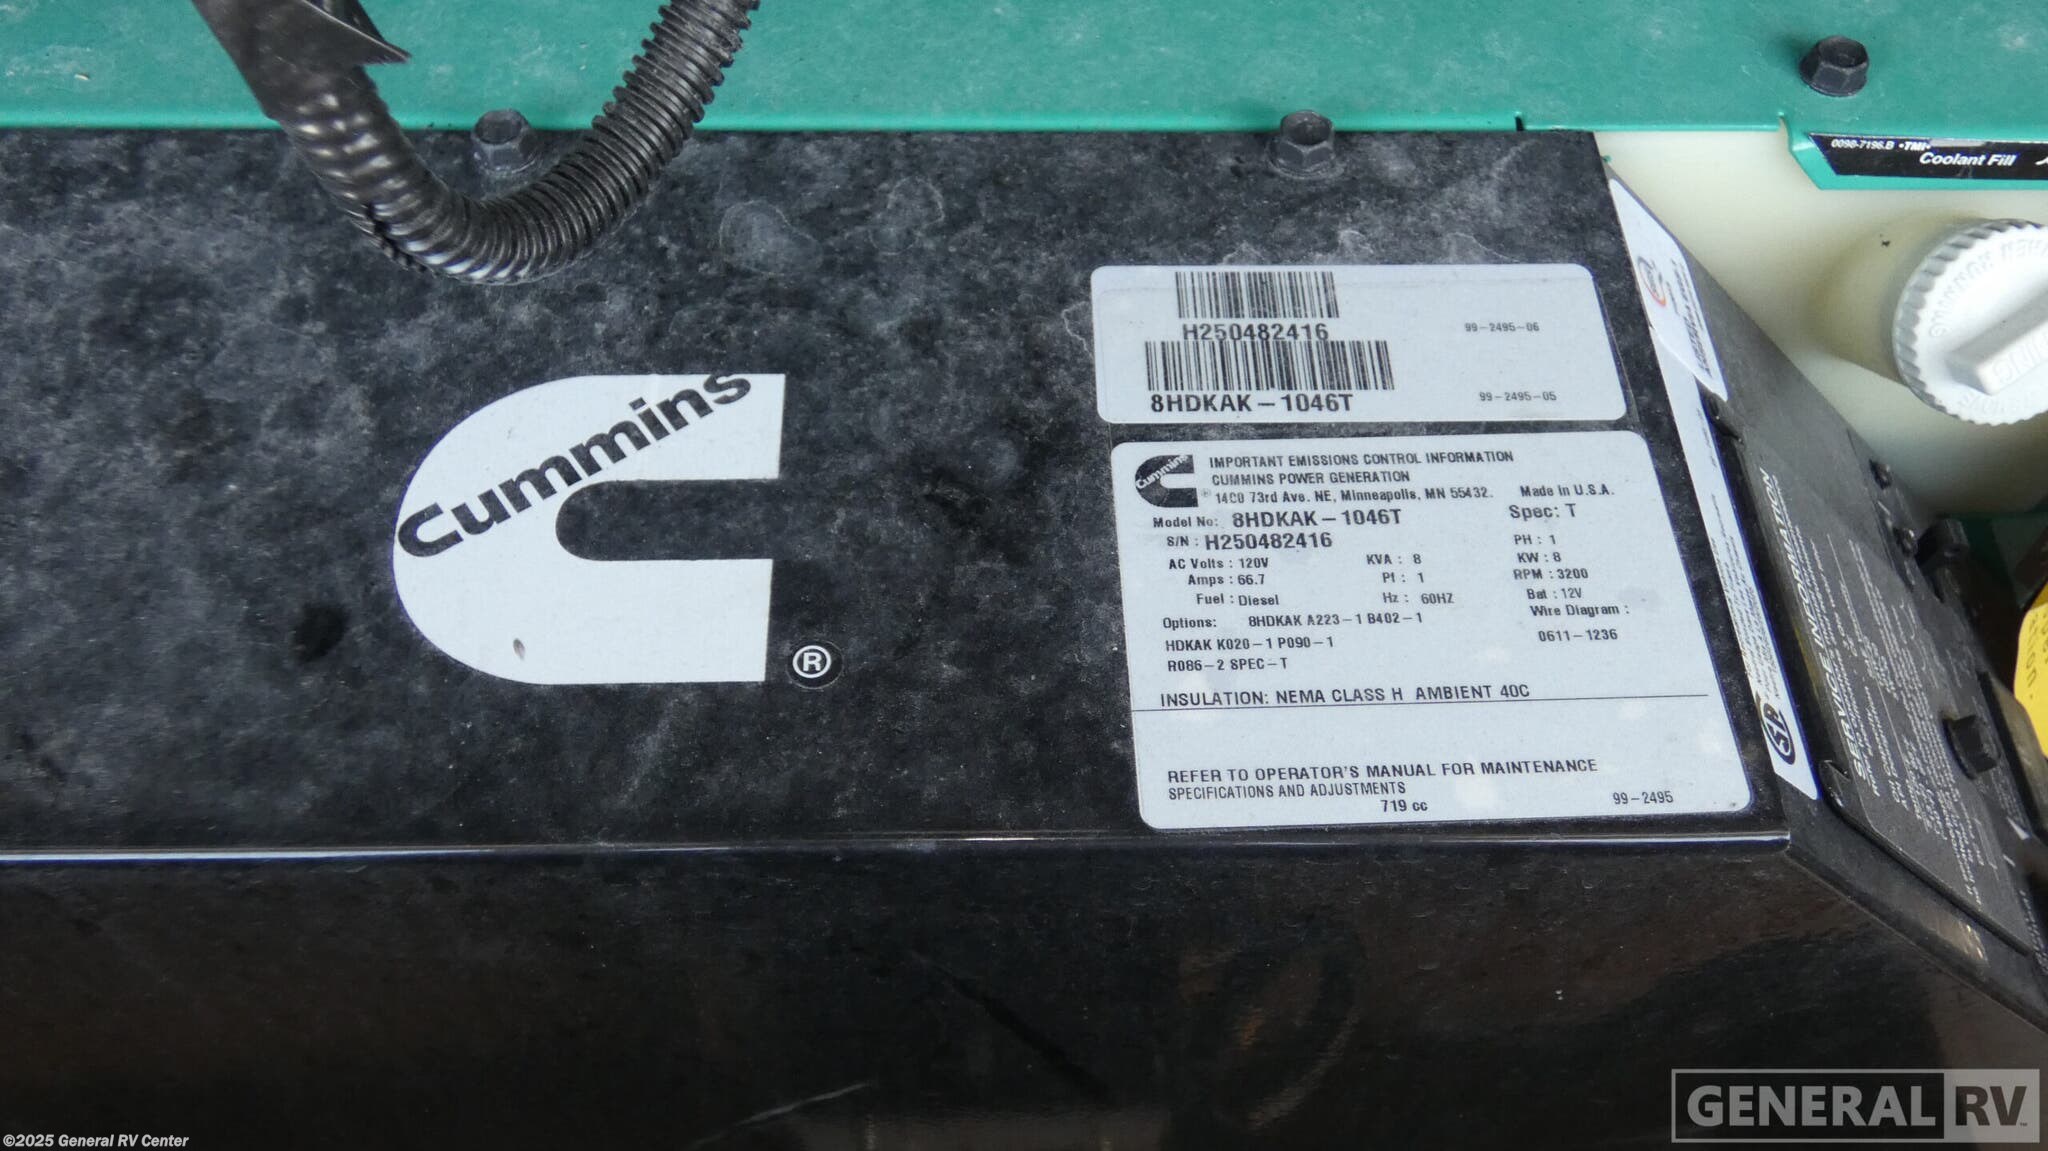 0098-7196.B •TMI•
Coolant Fill
H250482416
99-2495-06
8HDKAK-1046T
99-2495-05
Cummins
®
Cummins
IMPORTANT EMISSIONS CONTROL INFORMATION
CUMMINS POWER GENERATION
1400 73rd Ave. NE, Minneapolis, MN 55432. Made in U.S.A.
Model No: 8HDKAK-1046T Spec: T
S/N : H250482416 PH : 1
AC Volts : 120V KVA : 8 KW : 8
Amps : 66.7 Pf : 1 RPM : 3200
Fuel : Diesel Hz : 60HZ Bat : 12V
Wire Diagram :
Options: 8HDKAK A223-1 B402-1
0611-1236
HDKAK K020-1 P090-1
R086-2 SPEC-T
INSULATION: NEMA CLASS H AMBIENT 40C
REFER TO OPERATOR'S MANUAL FOR MAINTENANCE
SPECIFICATIONS AND ADJUSTMENTS
719 cc
99-2495
SERVICE INFORMATION
GENERAL RV
©2025 General RV Center